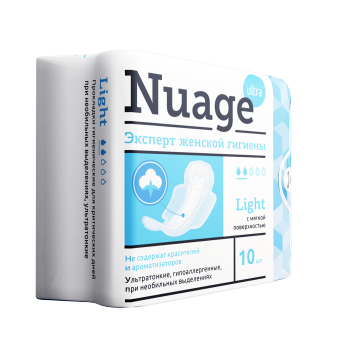 Nuage
ultra
Эксперт женской гигиены
Light
с мягкой
поверхностью
Не содержат красителей
и ароматизаторов
Ультратонкие, гипоаллергенные,
при необильных выделениях
10 шт.
Light
Прокладки гигиенические для критических дней
при необильных выделениях, ультратонкие